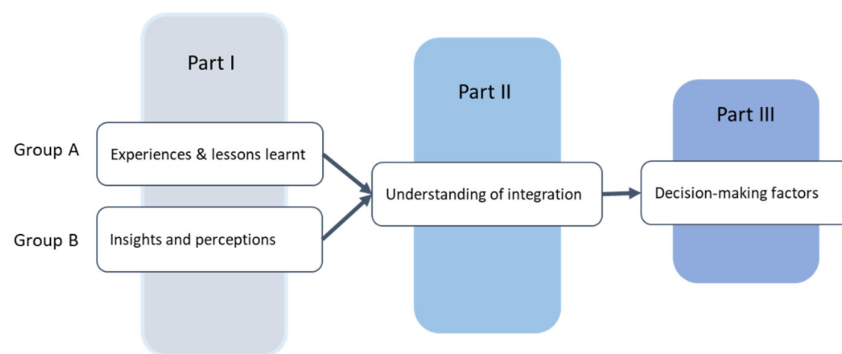 Part I
Part II
Part III
Group A
Experiences & lessons learnt
Understanding of integration
Decision-making factors
Group B
Insights and perceptions